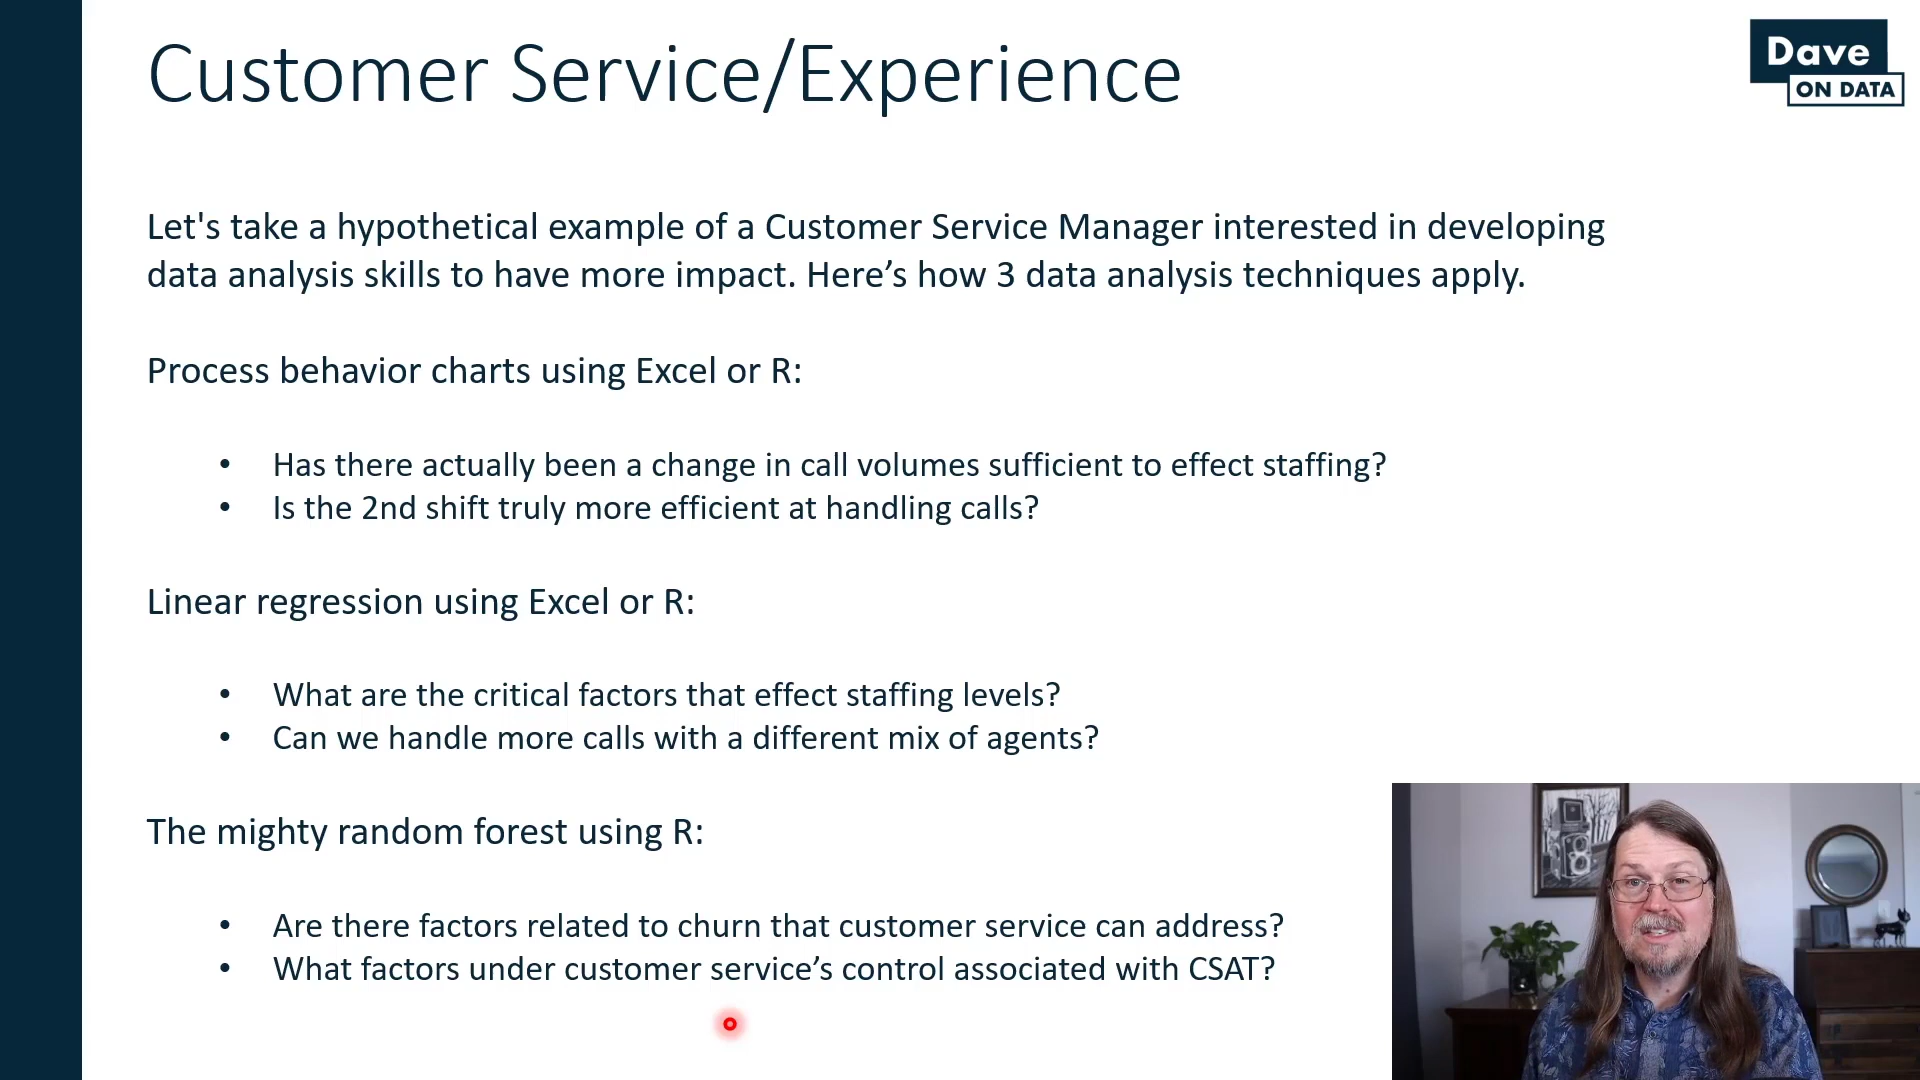 Customer Service/Experience
Dave
ON DATA
Let's take a hypothetical example of a Customer Service Manager interested in developing
data analysis skills to have more impact. Here’s how 3 data analysis techniques apply.
Process behavior charts using Excel or R:
• Has there actually been a change in call volumes sufficient to effect staffing?
• Is the 2nd shift truly more efficient at handling calls?
Linear regression using Excel or R:
• What are the critical factors that effect staffing levels?
• Can we handle more calls with a different mix of agents?
The mighty random forest using R:
• Are there factors related to churn that customer service can address?
• What factors under customer service’s control associated with CSAT?